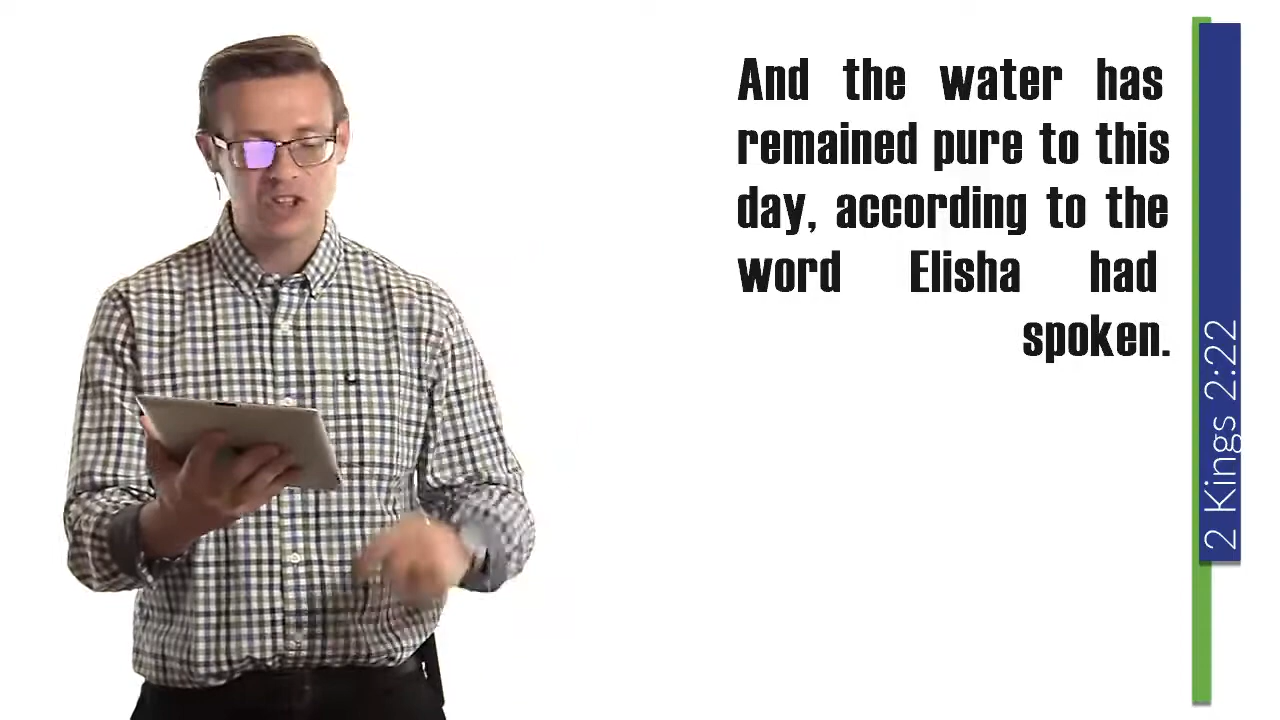 And the water has
remained pure to this
day, according to the
word Elisha had
spoken.
2 Kings 2:22